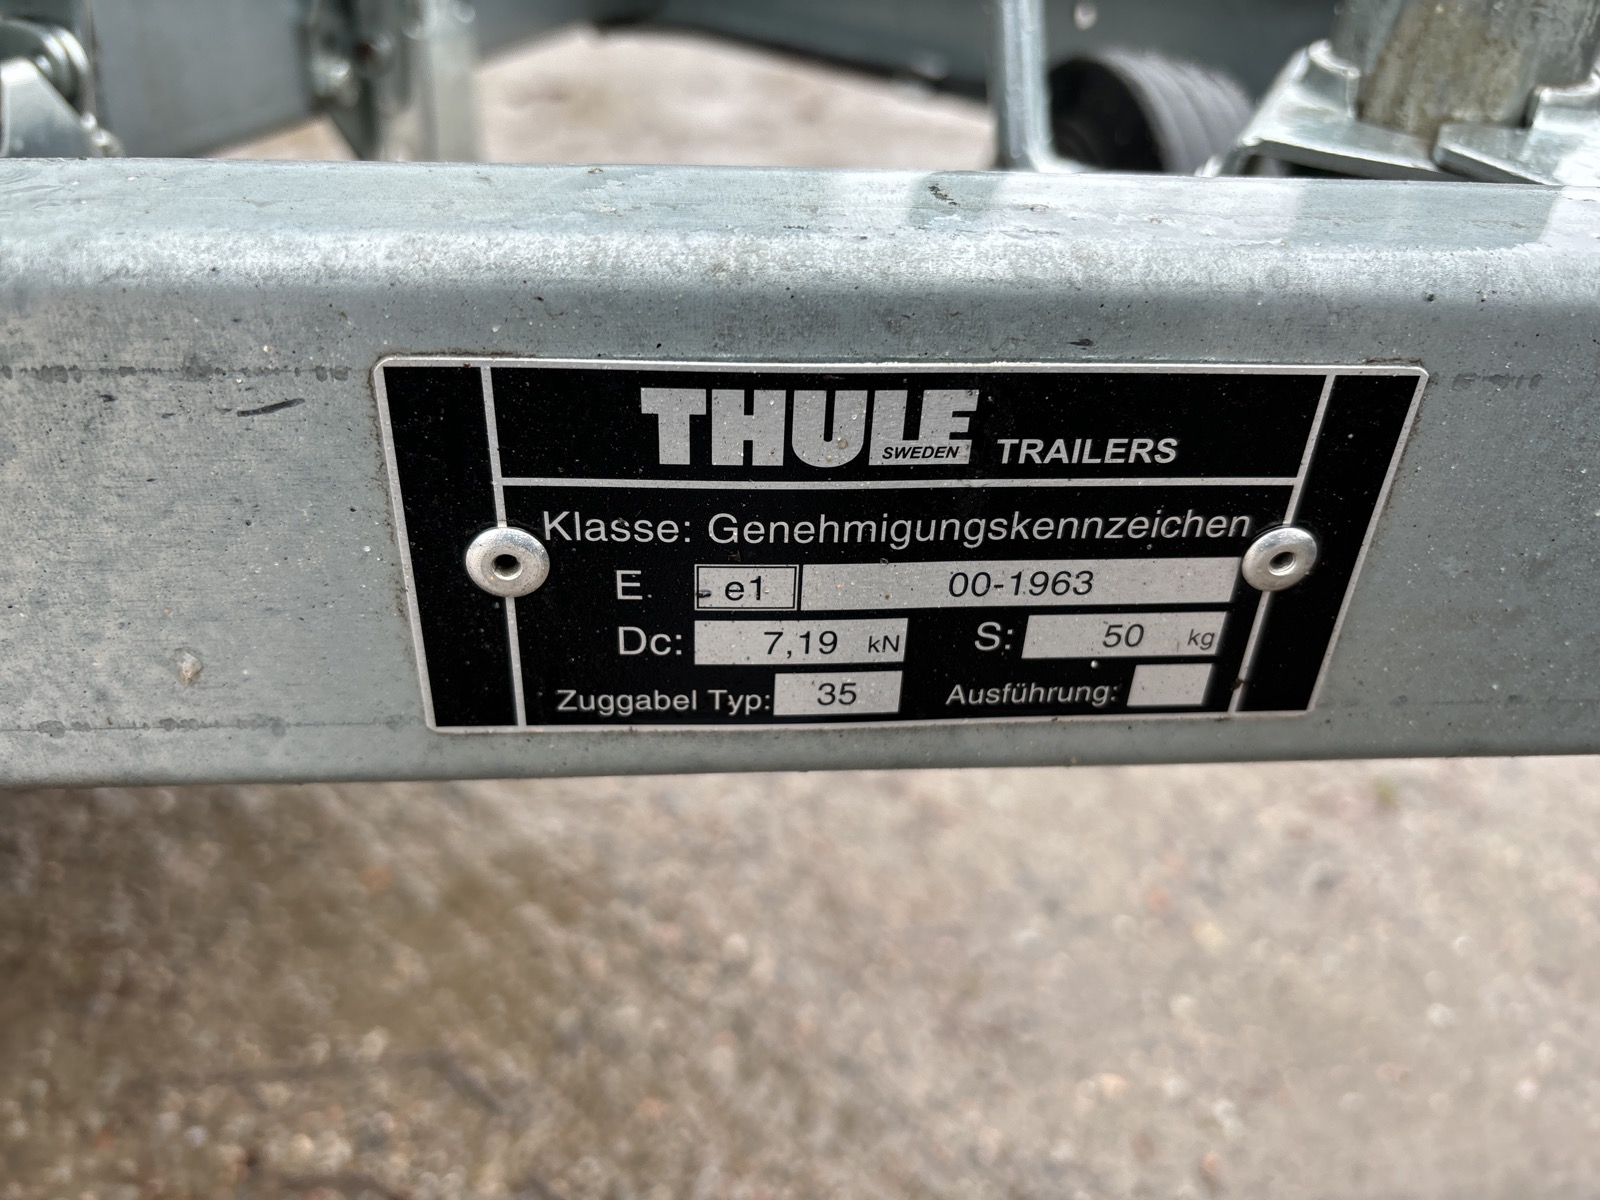 THULE SWEDEN TRAILERS
Klasse: Genehmigungskennzeichen
E e1 00-1963
Dc: 7,19 kN S: 50 kg
Zuggabel Typ: 35 Ausführung: